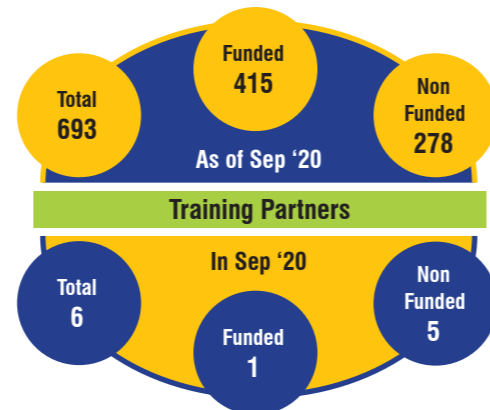 Total
693
Funded
415
Non
Funded
278
As of Sep ‘20
Training Partners
In Sep ‘20
Total
6
Funded
1
Non
Funded
5